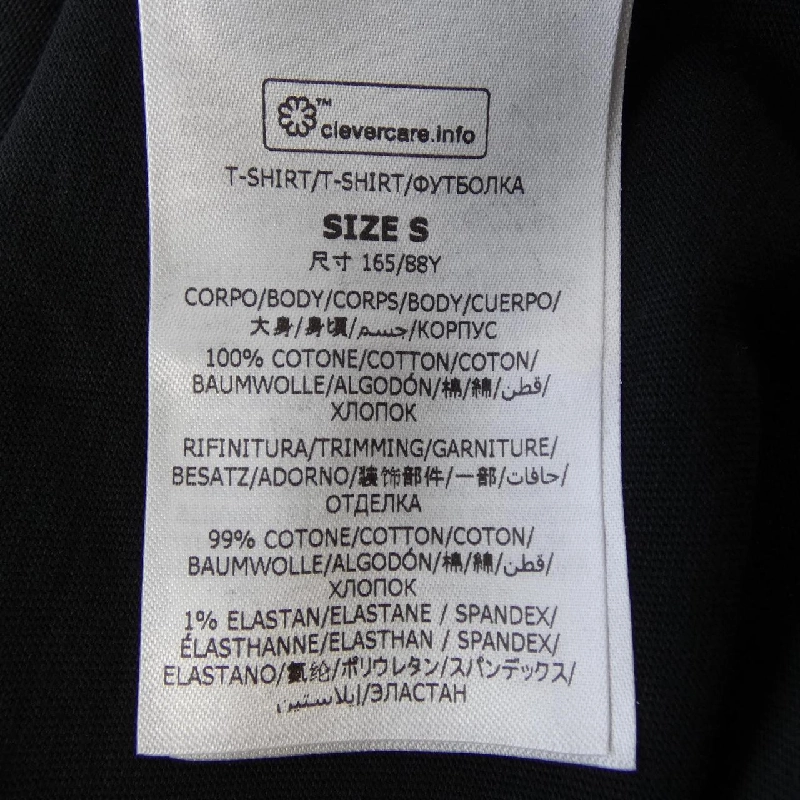 ™
clevercare.info
T-SHIRT/T-SHIRT/ФУТБОЛКА
SIZE S
尺寸 165/88Y
CORPO/BODY/CORPS/BODY/CUERPO/
大身/身頃/جسم/КОРПУС
100% COTONE/COTTON/COTON/
BAUMWOLLE/ALGODÓN/棉/綿/قطن/
ХЛОПОК
RIFINITURA/TRIMMING/GARNITURE/
BESATZ/ADORNO/装饰部件/一部/حافات/
ОТДЕЛКА
99% COTONE/COTTON/COTON/
BAUMWOLLE/ALGODÓN/棉/綿/قطن/
ХЛОПОК
1% ELASTAN/ELASTANE / SPANDEX/
ÉLASTHANNE/ELASTHAN / SPANDEX/
ELASTANO/氨纶/ポリウレタン/スパンデックス/
إيلاستين/ЭЛАСТАН